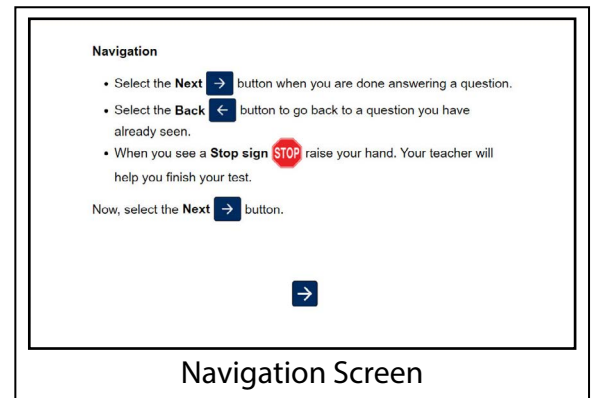 Navigation
• Select the Next → button when you are done answering a question.
• Select the Back ← button to go back to a question you have
already seen.
• When you see a Stop sign STOP raise your hand. Your teacher will
help you finish your test.
Now, select the Next → button.
→
Navigation Screen